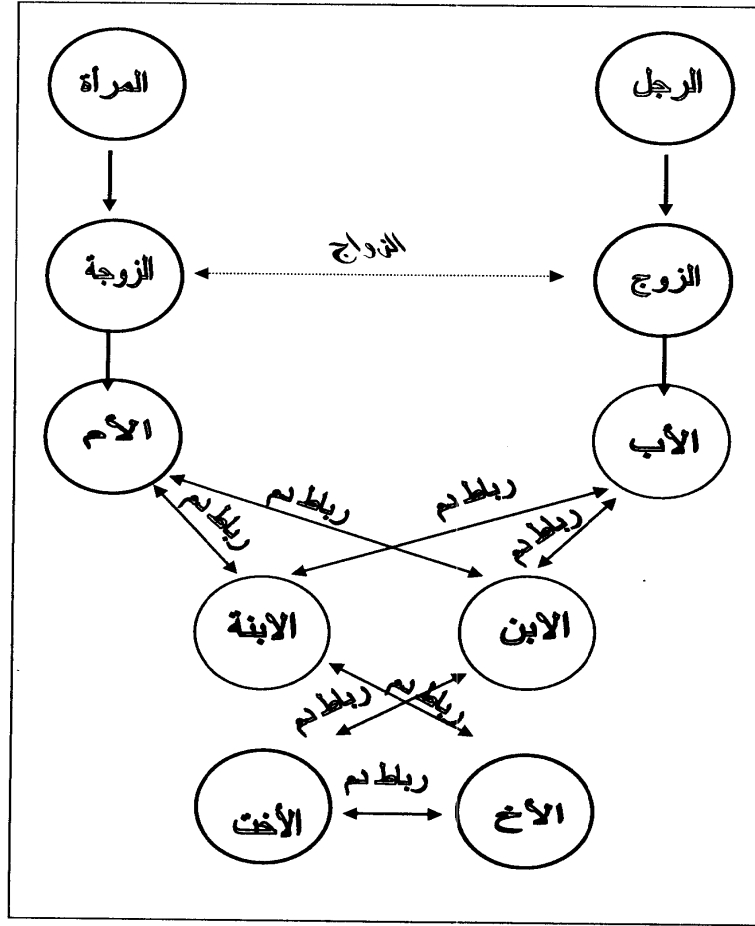 الرجل
المرأة
الزواج
الزوج
الزوجة
الأب
الأم
رباط دم
رباط دم
رباط دم
رباط دم
الابن
الابنة
رباط دم
رباط دم
رباط دم
الأخ
الأخت